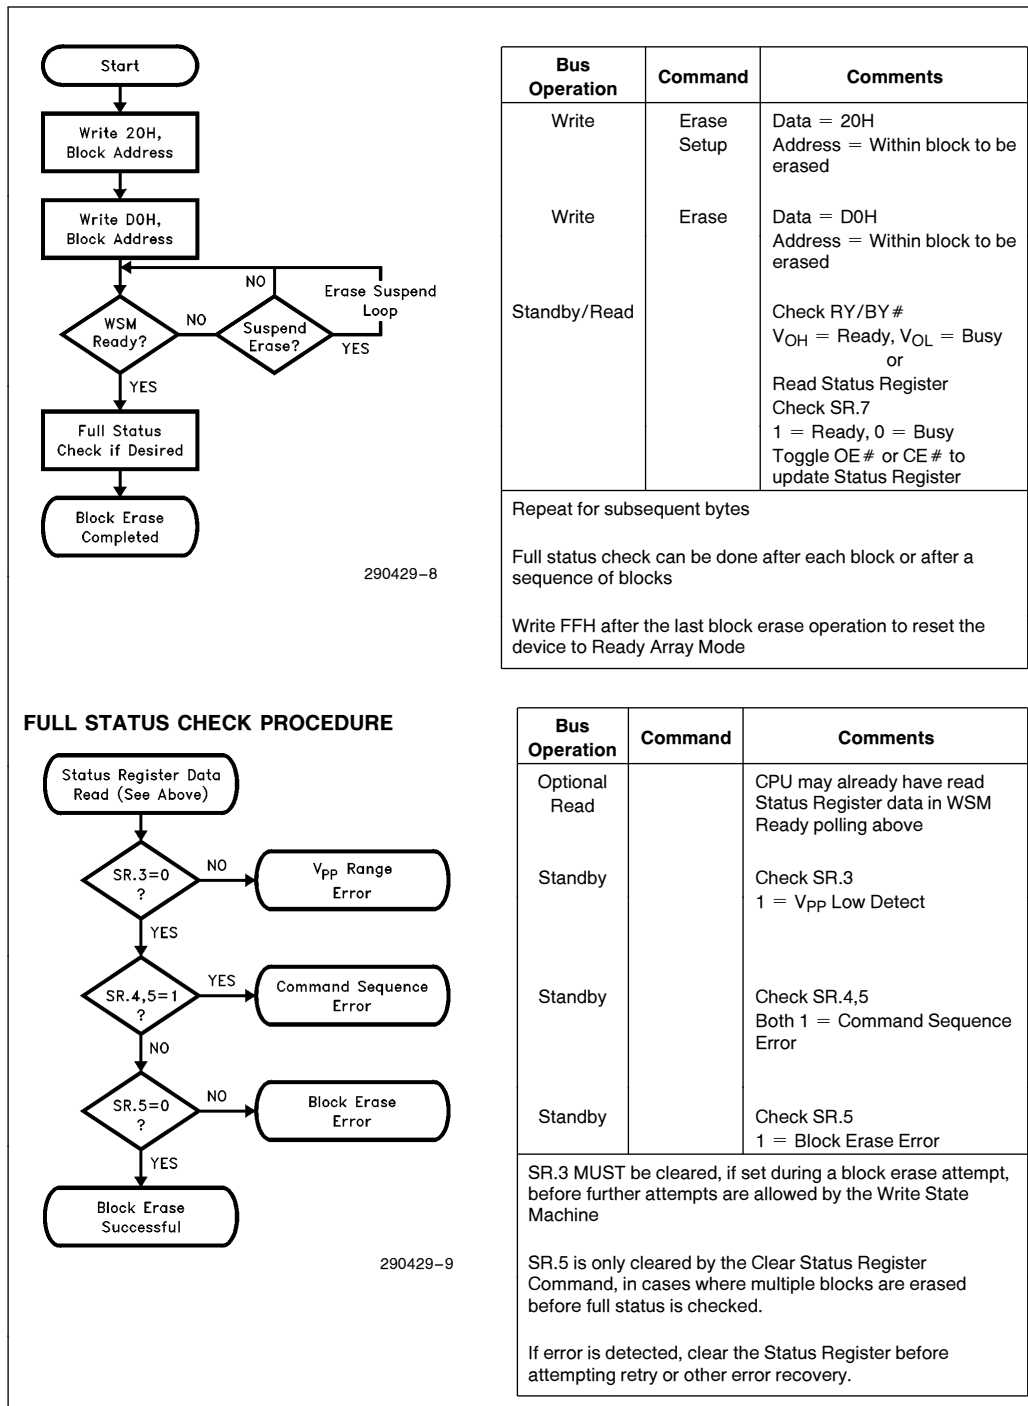 Start
Write 20H,
Block Address
Write D0H,
Block Address
NO
Erase Suspend
Loop
WSM
Ready?
NO
Suspend
Erase?
YES
YES
Full Status
Check if Desired
Block Erase
Completed
290429–8
Bus
Operation
Command
Comments
Write
Erase
Setup
Data = 20H
Address = Within block to be
erased
Write
Erase
Data = D0H
Address = Within block to be
erased
Standby/Read
Check RY/BY#
VOH = Ready, VOL = Busy
or
Read Status Register
Check SR.7
1 = Ready, 0 = Busy
Toggle OE# or CE# to
update Status Register
Repeat for subsequent bytes
Full status check can be done after each block or after a
sequence of blocks
Write FFH after the last block erase operation to reset the
device to Ready Array Mode
FULL STATUS CHECK PROCEDURE
Status Register Data
Read (See Above)
SR.3=0
?
NO
VPP Range
Error
YES
SR.4,5=1
?
YES
Command Sequence
Error
NO
SR.5=0
?
NO
Block Erase
Error
YES
Block Erase
Successful
290429–9
Bus
Operation
Command
Comments
Optional
Read
CPU may already have read
Status Register data in WSM
Ready polling above
Standby
Check SR.3
1 = VPP Low Detect
Standby
Check SR.4,5
Both 1 = Command Sequence
Error
Standby
Check SR.5
1 = Block Erase Error
SR.3 MUST be cleared, if set during a block erase attempt,
before further attempts are allowed by the Write State
Machine
SR.5 is only cleared by the Clear Status Register
Command, in cases where multiple blocks are erased
before full status is checked.
If error is detected, clear the Status Register before
attempting retry or other error recovery.